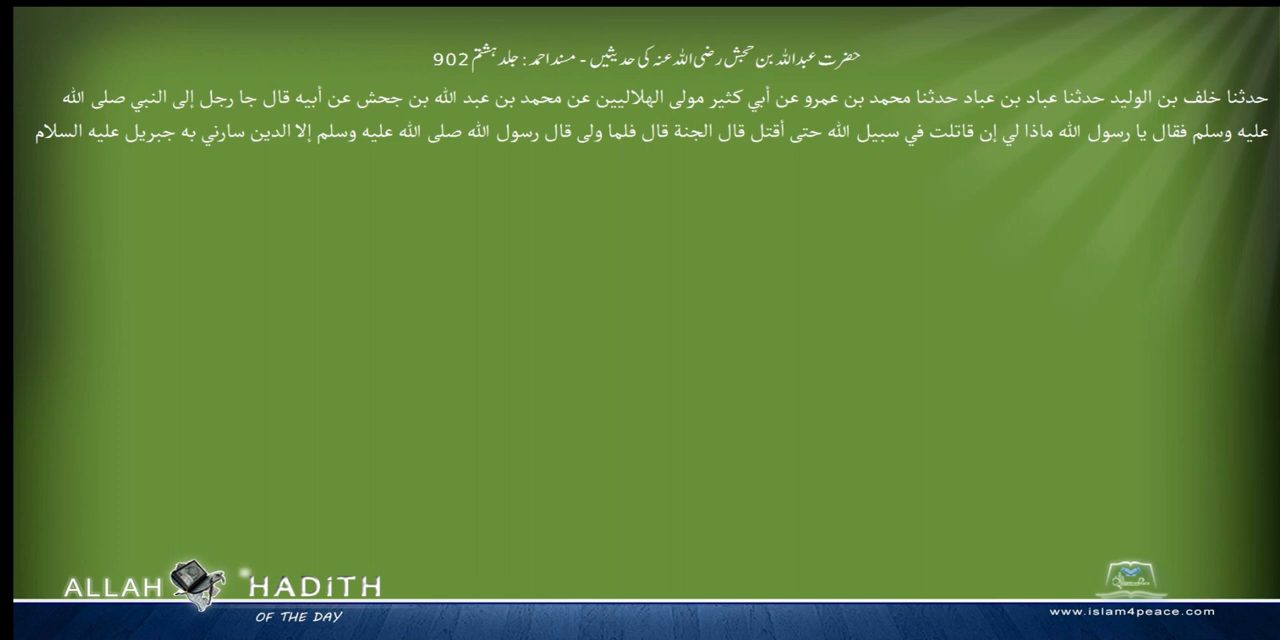 حضرت عبداللہ بن جحش رضی اللہ عنہ کی حدیثیں - مسند احمد : جلد ہشتم 902
حدثنا خلف بن الوليد حدثنا عباد بن عباد حدثنا محمد بن عمرو عن أبي كثير مولى الهلاليين عن محمد بن عبد الله بن جحش عن أبيه قال جا رجل إلى النبي صلى الله
عليه وسلم فقال يا رسول الله ماذا لي إن قاتلت في سبيل الله حتى أقتل قال الجنة قال فلما ولى قال رسول الله صلى الله عليه وسلم إلا الدين سارني به جبريل عليه السلام
ALLAH HADITH
OF THE DAY
www.islam4peace.com